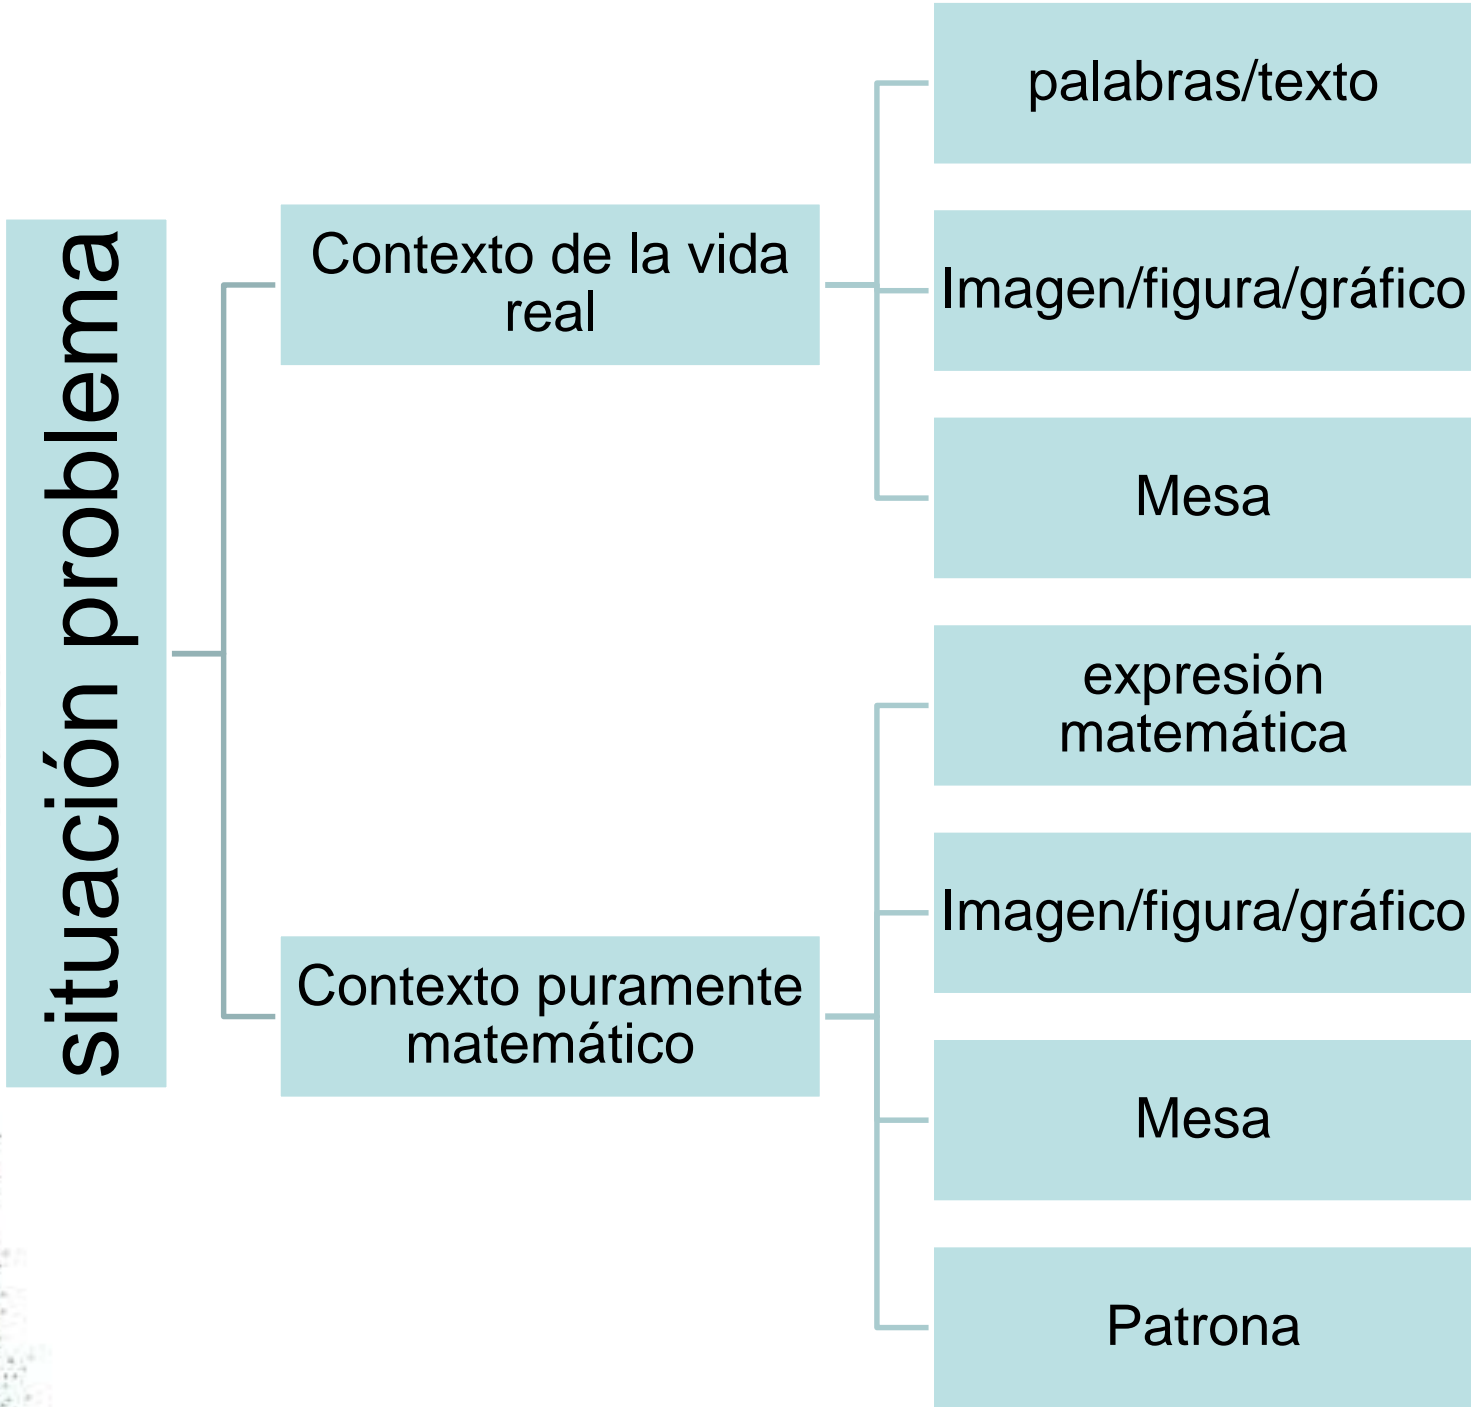 situación problema
Contexto de la vida
real
palabras/texto
Imagen/figura/gráfico
Mesa
Contexto puramente
matemático
expresión
matemática
Imagen/figura/gráfico
Mesa
Patrona